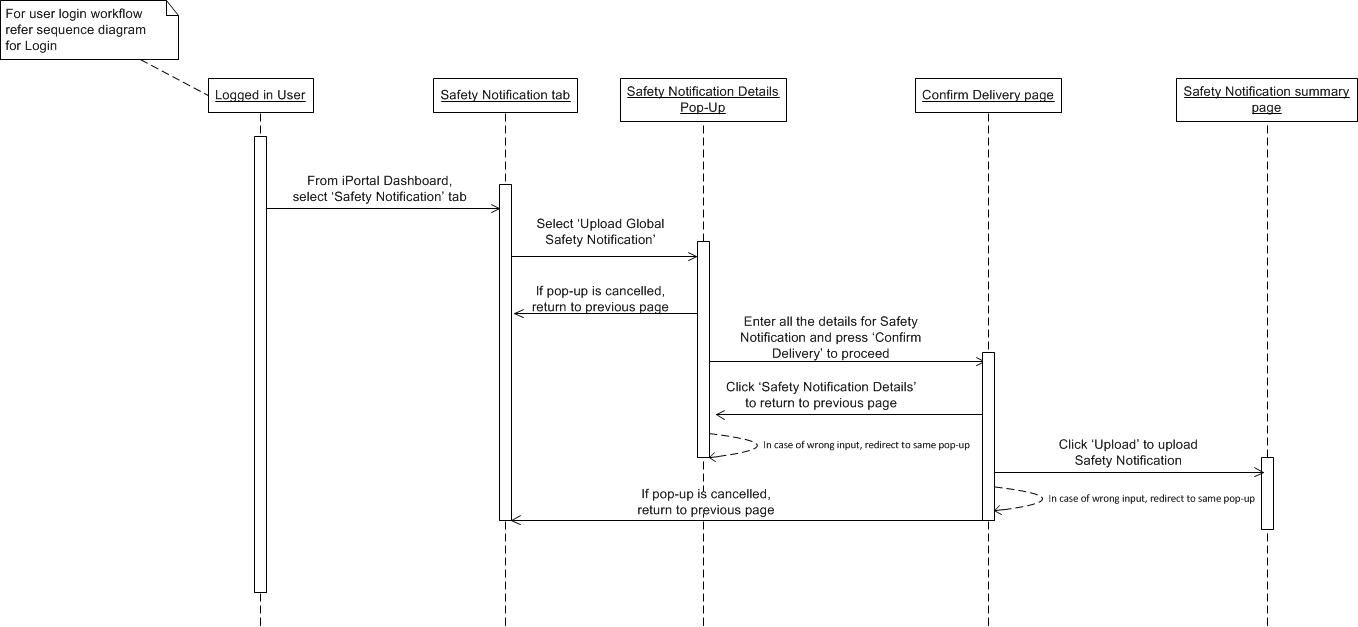 For user login workflow
refer sequence diagram
for Login
Logged in User
Safety Notification tab
Safety Notification Details
Pop-Up
Confirm Delivery page
Safety Notification summary
page
From iPortal Dashboard,
select ‘Safety Notification’ tab
Select ‘Upload Global
Safety Notification’
If pop-up is cancelled,
return to previous page
Enter all the details for Safety
Notification and press ‘Confirm
Delivery’ to proceed
Click ‘Safety Notification Details’
to return to previous page
In case of wrong input, redirect to same pop-up
Click ‘Upload’ to upload
Safety Notification
In case of wrong input, redirect to same pop-up
If pop-up is cancelled,
return to previous page